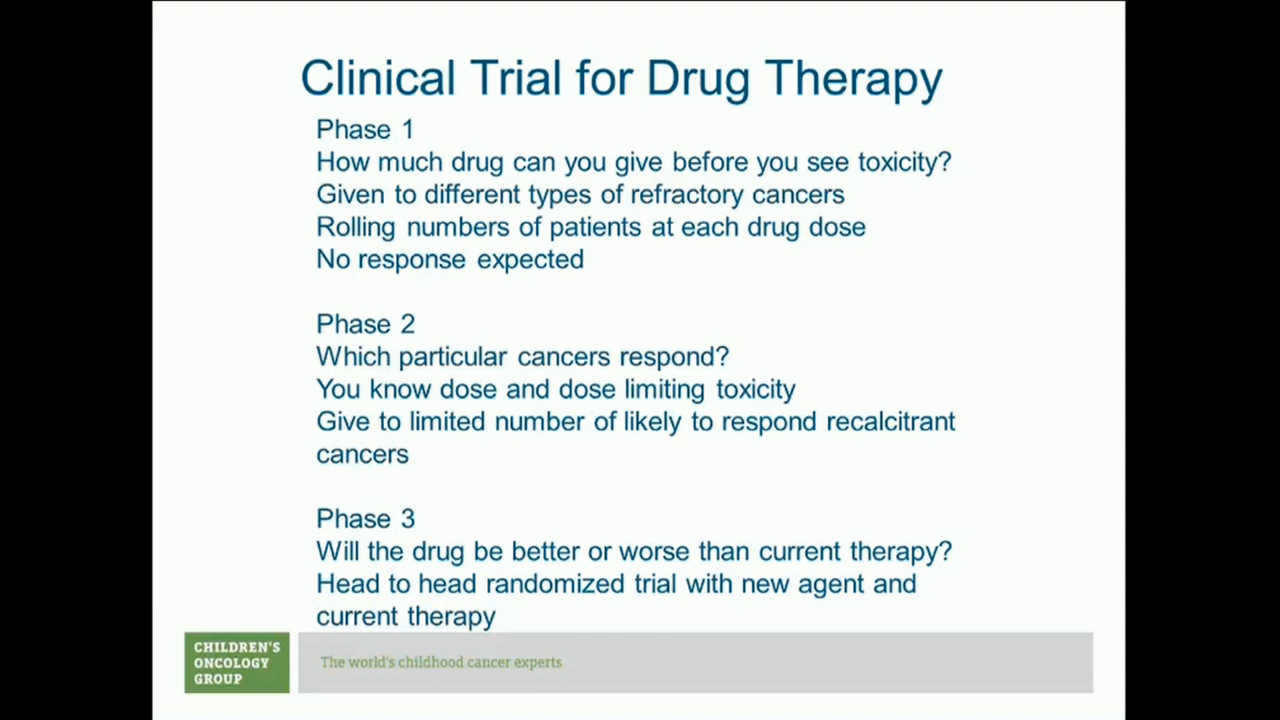 Clinical Trial for Drug Therapy
Phase 1
How much drug can you give before you see toxicity?
Given to different types of refractory cancers
Rolling numbers of patients at each drug dose
No response expected
Phase 2
Which particular cancers respond?
You know dose and dose limiting toxicity
Give to limited number of likely to respond recalcitrant
cancers
Phase 3
Will the drug be better or worse than current therapy?
Head to head randomized trial with new agent and
current therapy
CHILDREN'S
ONCOLOGY
GROUP
The world's childhood cancer experts